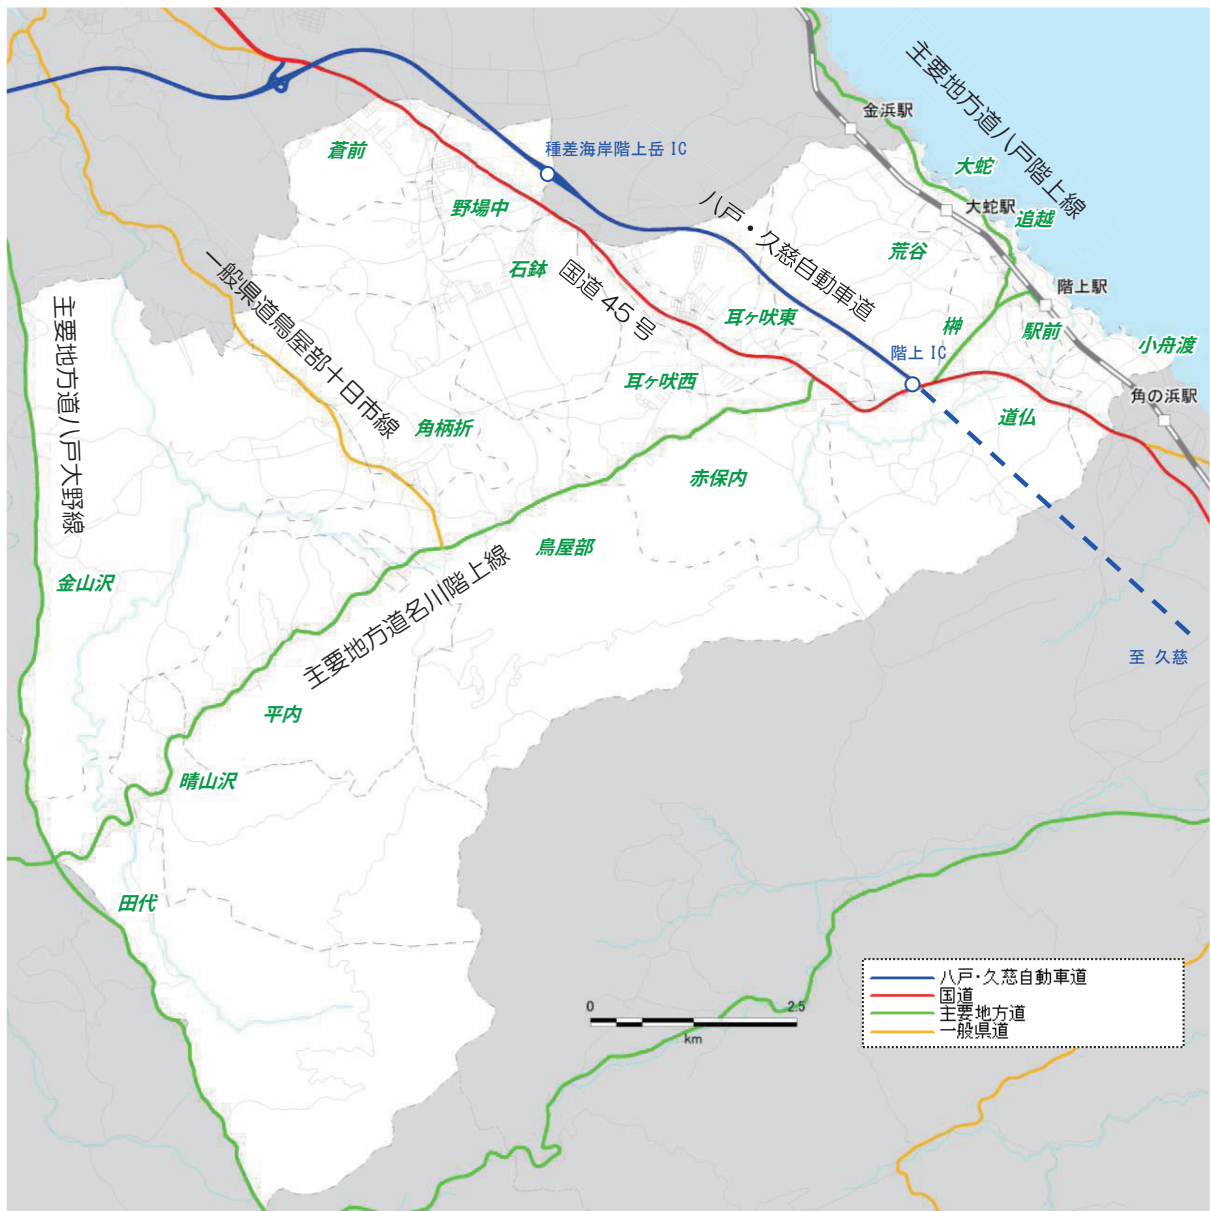 金浜駅
主要地方道八戸階上線
蒼前
種差海岸階上岳 IC
大蛇
野場中
八戸・久慈自動車道
大蛇駅
追越
荒谷
石鉢
国道 45 号
一般県道鳥屋部十日市線
主要地方道八戸大野線
階上駅
耳ヶ吠東
榊
駅前
小舟渡
階上 IC
耳ヶ吠西
角の浜駅
角柄折
道仏
赤保内
鳥屋部
主要地方道名川階上線
金山沢
至 久慈
平内
晴山沢
田代
八戸・久慈自動車道
国道
主要地方道
一般県道
0 2.5
km